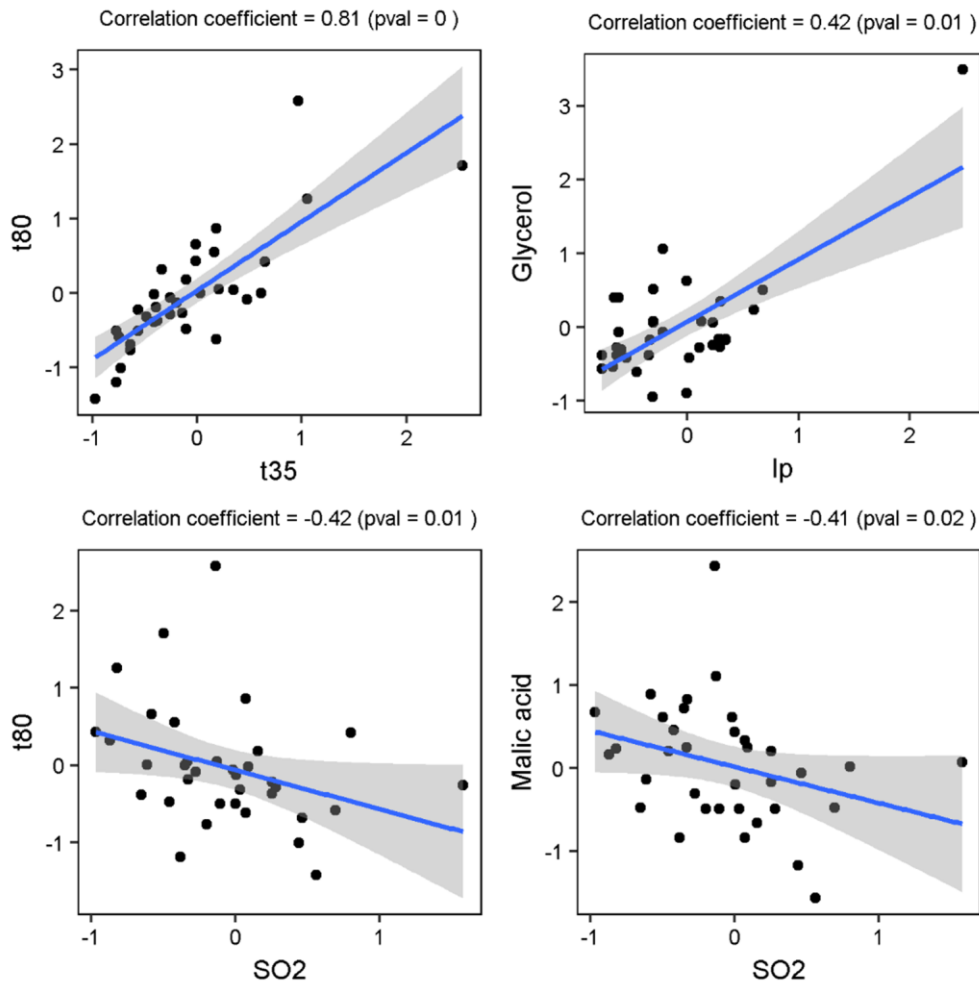 Correlation coefficient = 0.81 (pval = 0 )
3
2
1
0
-1
t80
-1 0 1 2
t35
Correlation coefficient = 0.42 (pval = 0.01 )
3
2
1
0
-1
Glycerol
0 1 2
Ip
Correlation coefficient = -0.42 (pval = 0.01 )
2
1
0
-1
t80
-1 0 1
SO2
Correlation coefficient = -0.41 (pval = 0.02 )
2
1
0
-1
Malic acid
-1 0 1
SO2